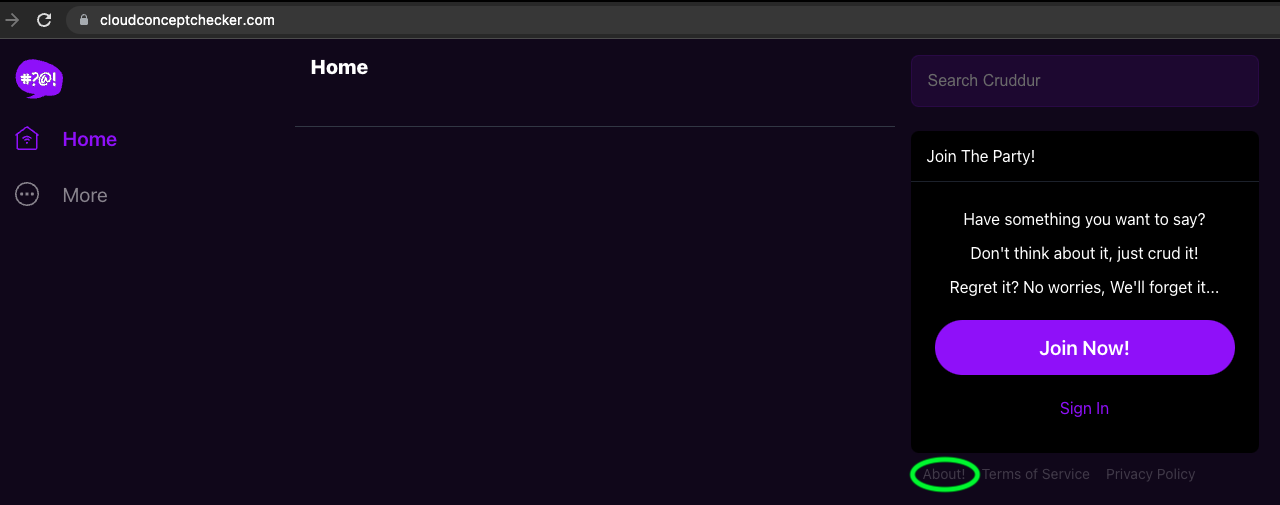 cloudconceptchecker.com
#?@!
Home
More
Home
Search Cruddur
Join The Party!
Have something you want to say?
Don't think about it, just crud it!
Regret it? No worries, We'll forget it...
Join Now!
Sign In
About! Terms of Service Privacy Policy